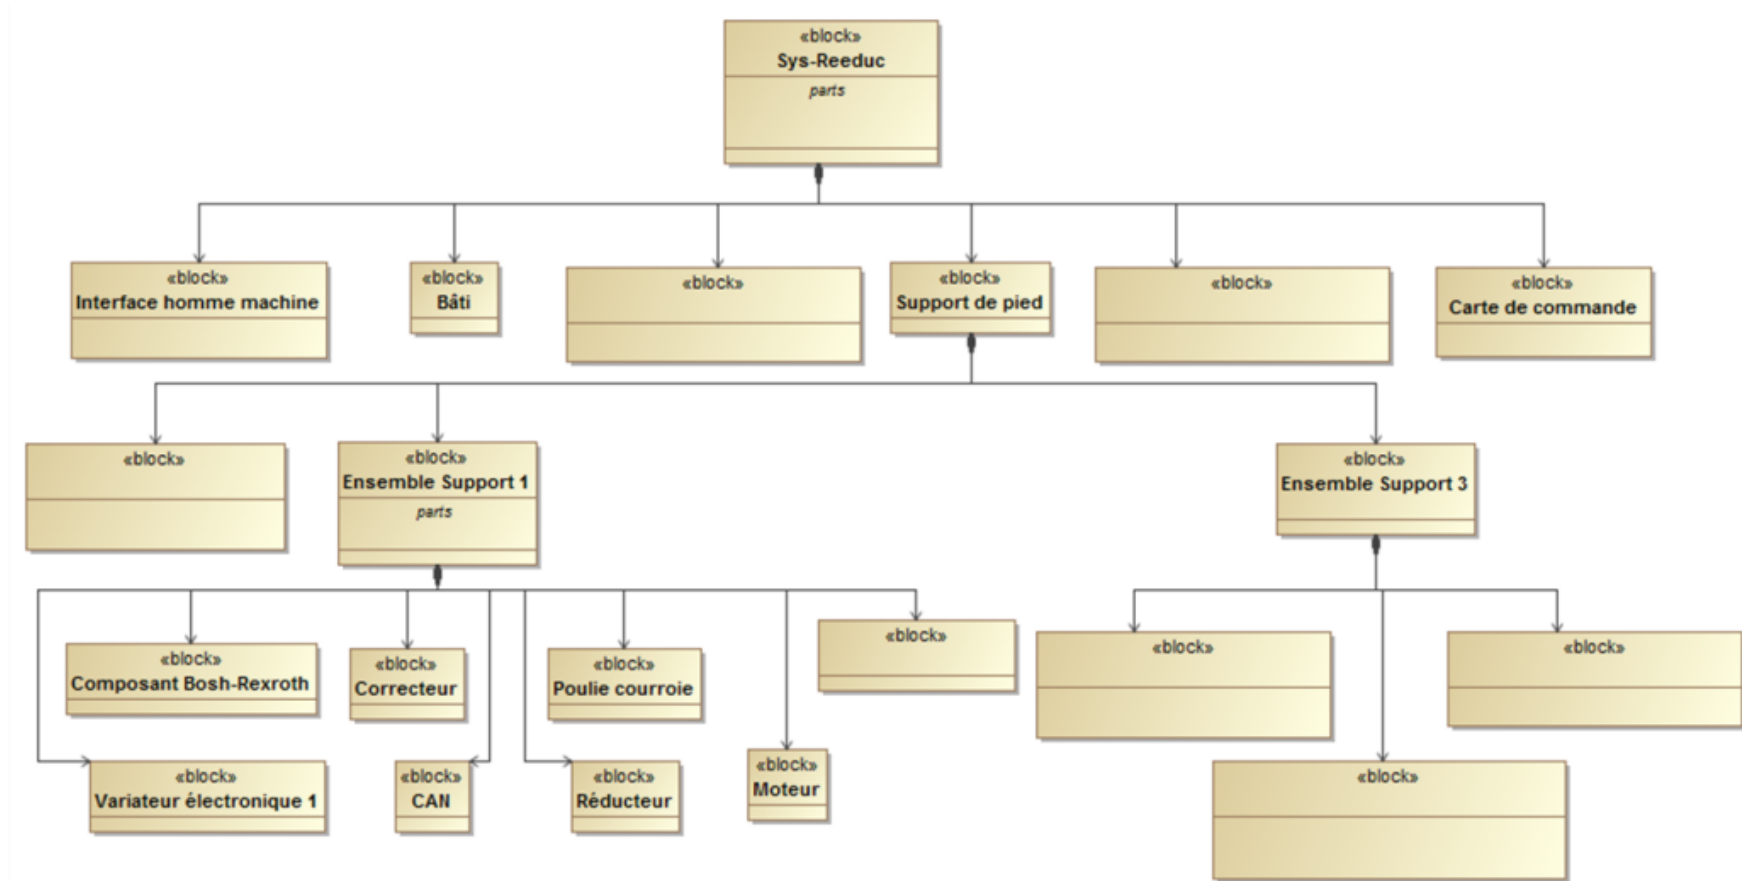 «block»
Sys-Reeduc
parts
«block»
Interface homme machine
«block»
Bâti
«block»
«block»
Support de pied
«block»
«block»
Carte de commande
«block»
«block»
Ensemble Support 1
parts
«block»
Ensemble Support 3
«block»
Composant Bosh-Rexroth
«block»
Correcteur
«block»
Poulie courroie
«block»
«block»
«block»
«block»
Variateur électronique 1
«block»
CAN
«block»
Réducteur
«block»
Moteur
«block»